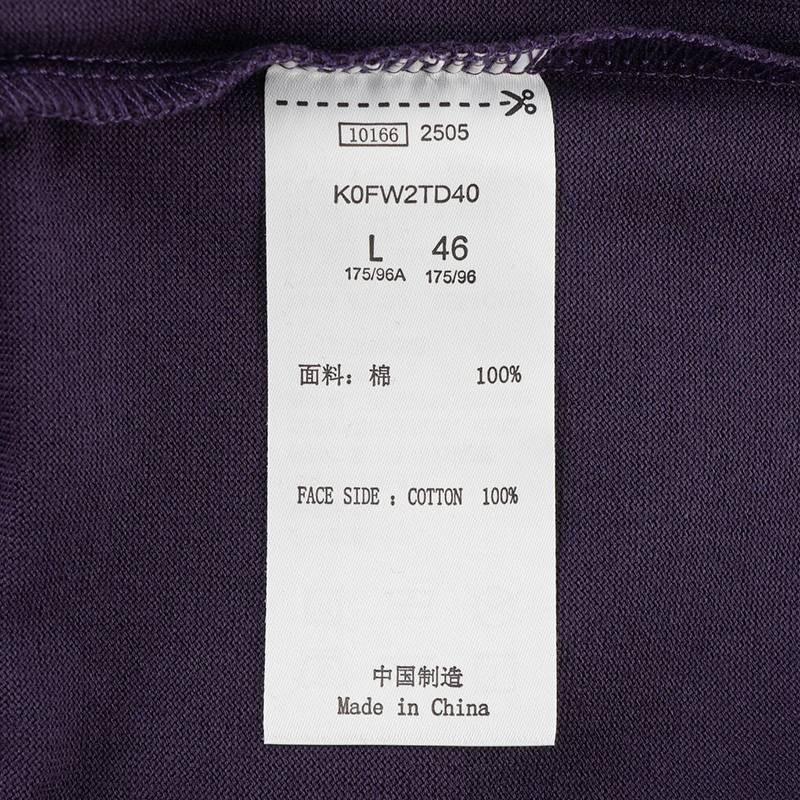 10166 2505
K0FW2TD40
L 46
175/96A 175/96
面料：棉 100%
FACE SIDE : COTTON 100%
中国制造
Made in China